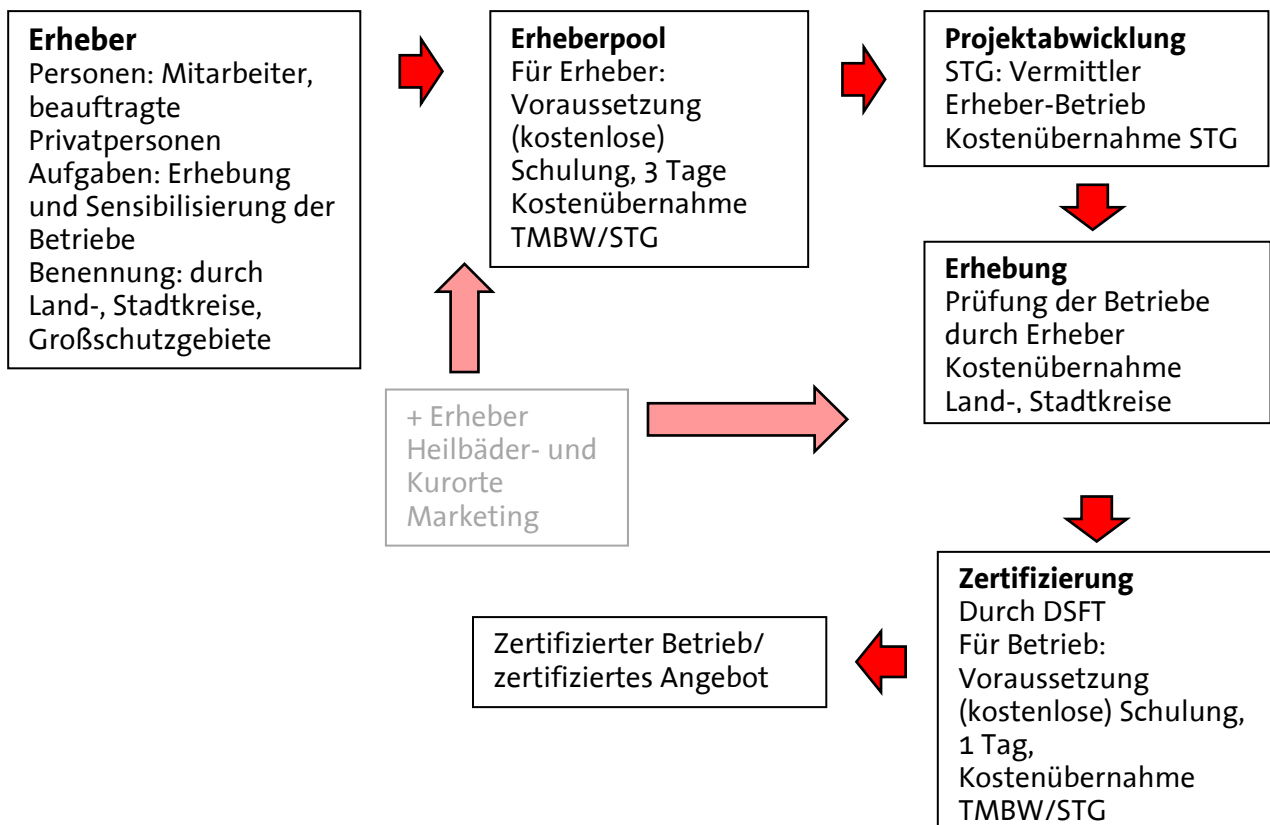 Erheber
Personen: Mitarbeiter,
beauftragte
Privatpersonen
Aufgaben: Erhebung
und Sensibilisierung der
Betriebe
Benennung: durch
Land-, Stadtkreise,
Großschutzgebiete
Erheberpool
Für Erheber:
Voraussetzung
(kostenlose)
Schulung, 3 Tage
Kostenübernahme
TMBW/STG
Projektabwicklung
STG: Vermittler
Erheber-Betrieb
Kostenübernahme STG
Erhebung
Prüfung der Betriebe
durch Erheber
Kostenübernahme
Land-, Stadtkreise
+ Erheber
Heilbäder- und
Kurorte
Marketing
Zertifizierung
Durch DSFT
Für Betrieb:
Voraussetzung
(kostenlose) Schulung,
1 Tag,
Kostenübernahme
TMBW/STG
Zertifizierter Betrieb/
zertifiziertes Angebot